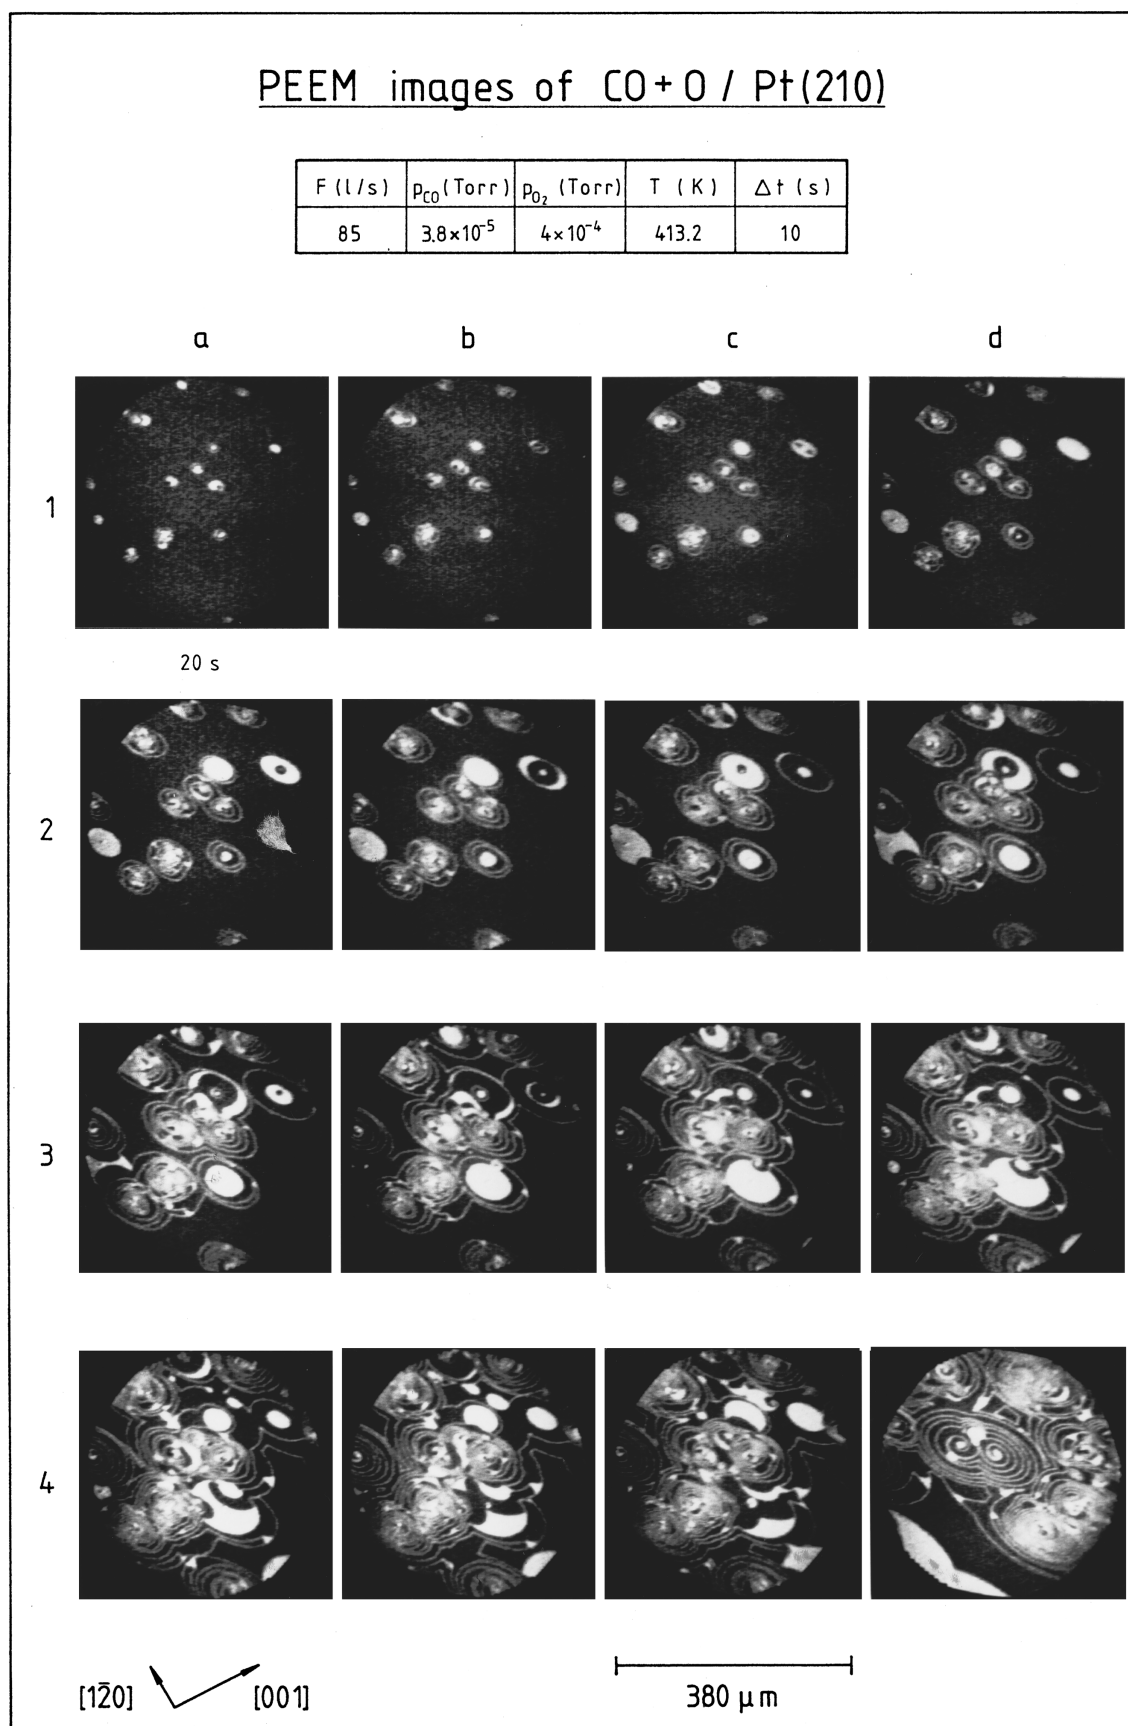 PEEM images of CO+O / Pt(210)
F (l/s) p_CO (Torr) p_O₂ (Torr) T (K) Δt (s)
85 3.8×10⁻⁵ 4×10⁻⁴ 413.2 10
a b c d
1
20 s
2
3
4
[12̄0] [001] 380 μm